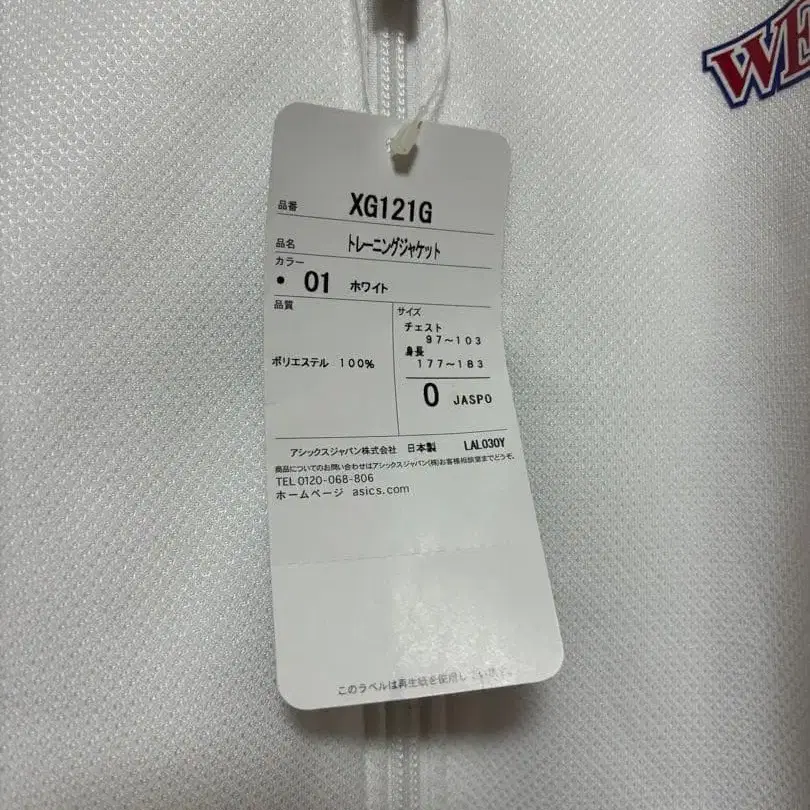 WE
品番 XG121G
品名 トレーニングジャケット
カラー
• 01 ホワイト
品質
ポリエステル 100%
サイズ
チェスト
97～103
身長
177～183
O JASPO
アシックスジャパン株式会社 日本製 LAL030Y
商品についてのお問い合わせはアシックスジャパン(株)お客様相談室までどうぞ。
TEL 0120-068-806
ホームページ asics.com
このラベルは再生紙を使用しています。